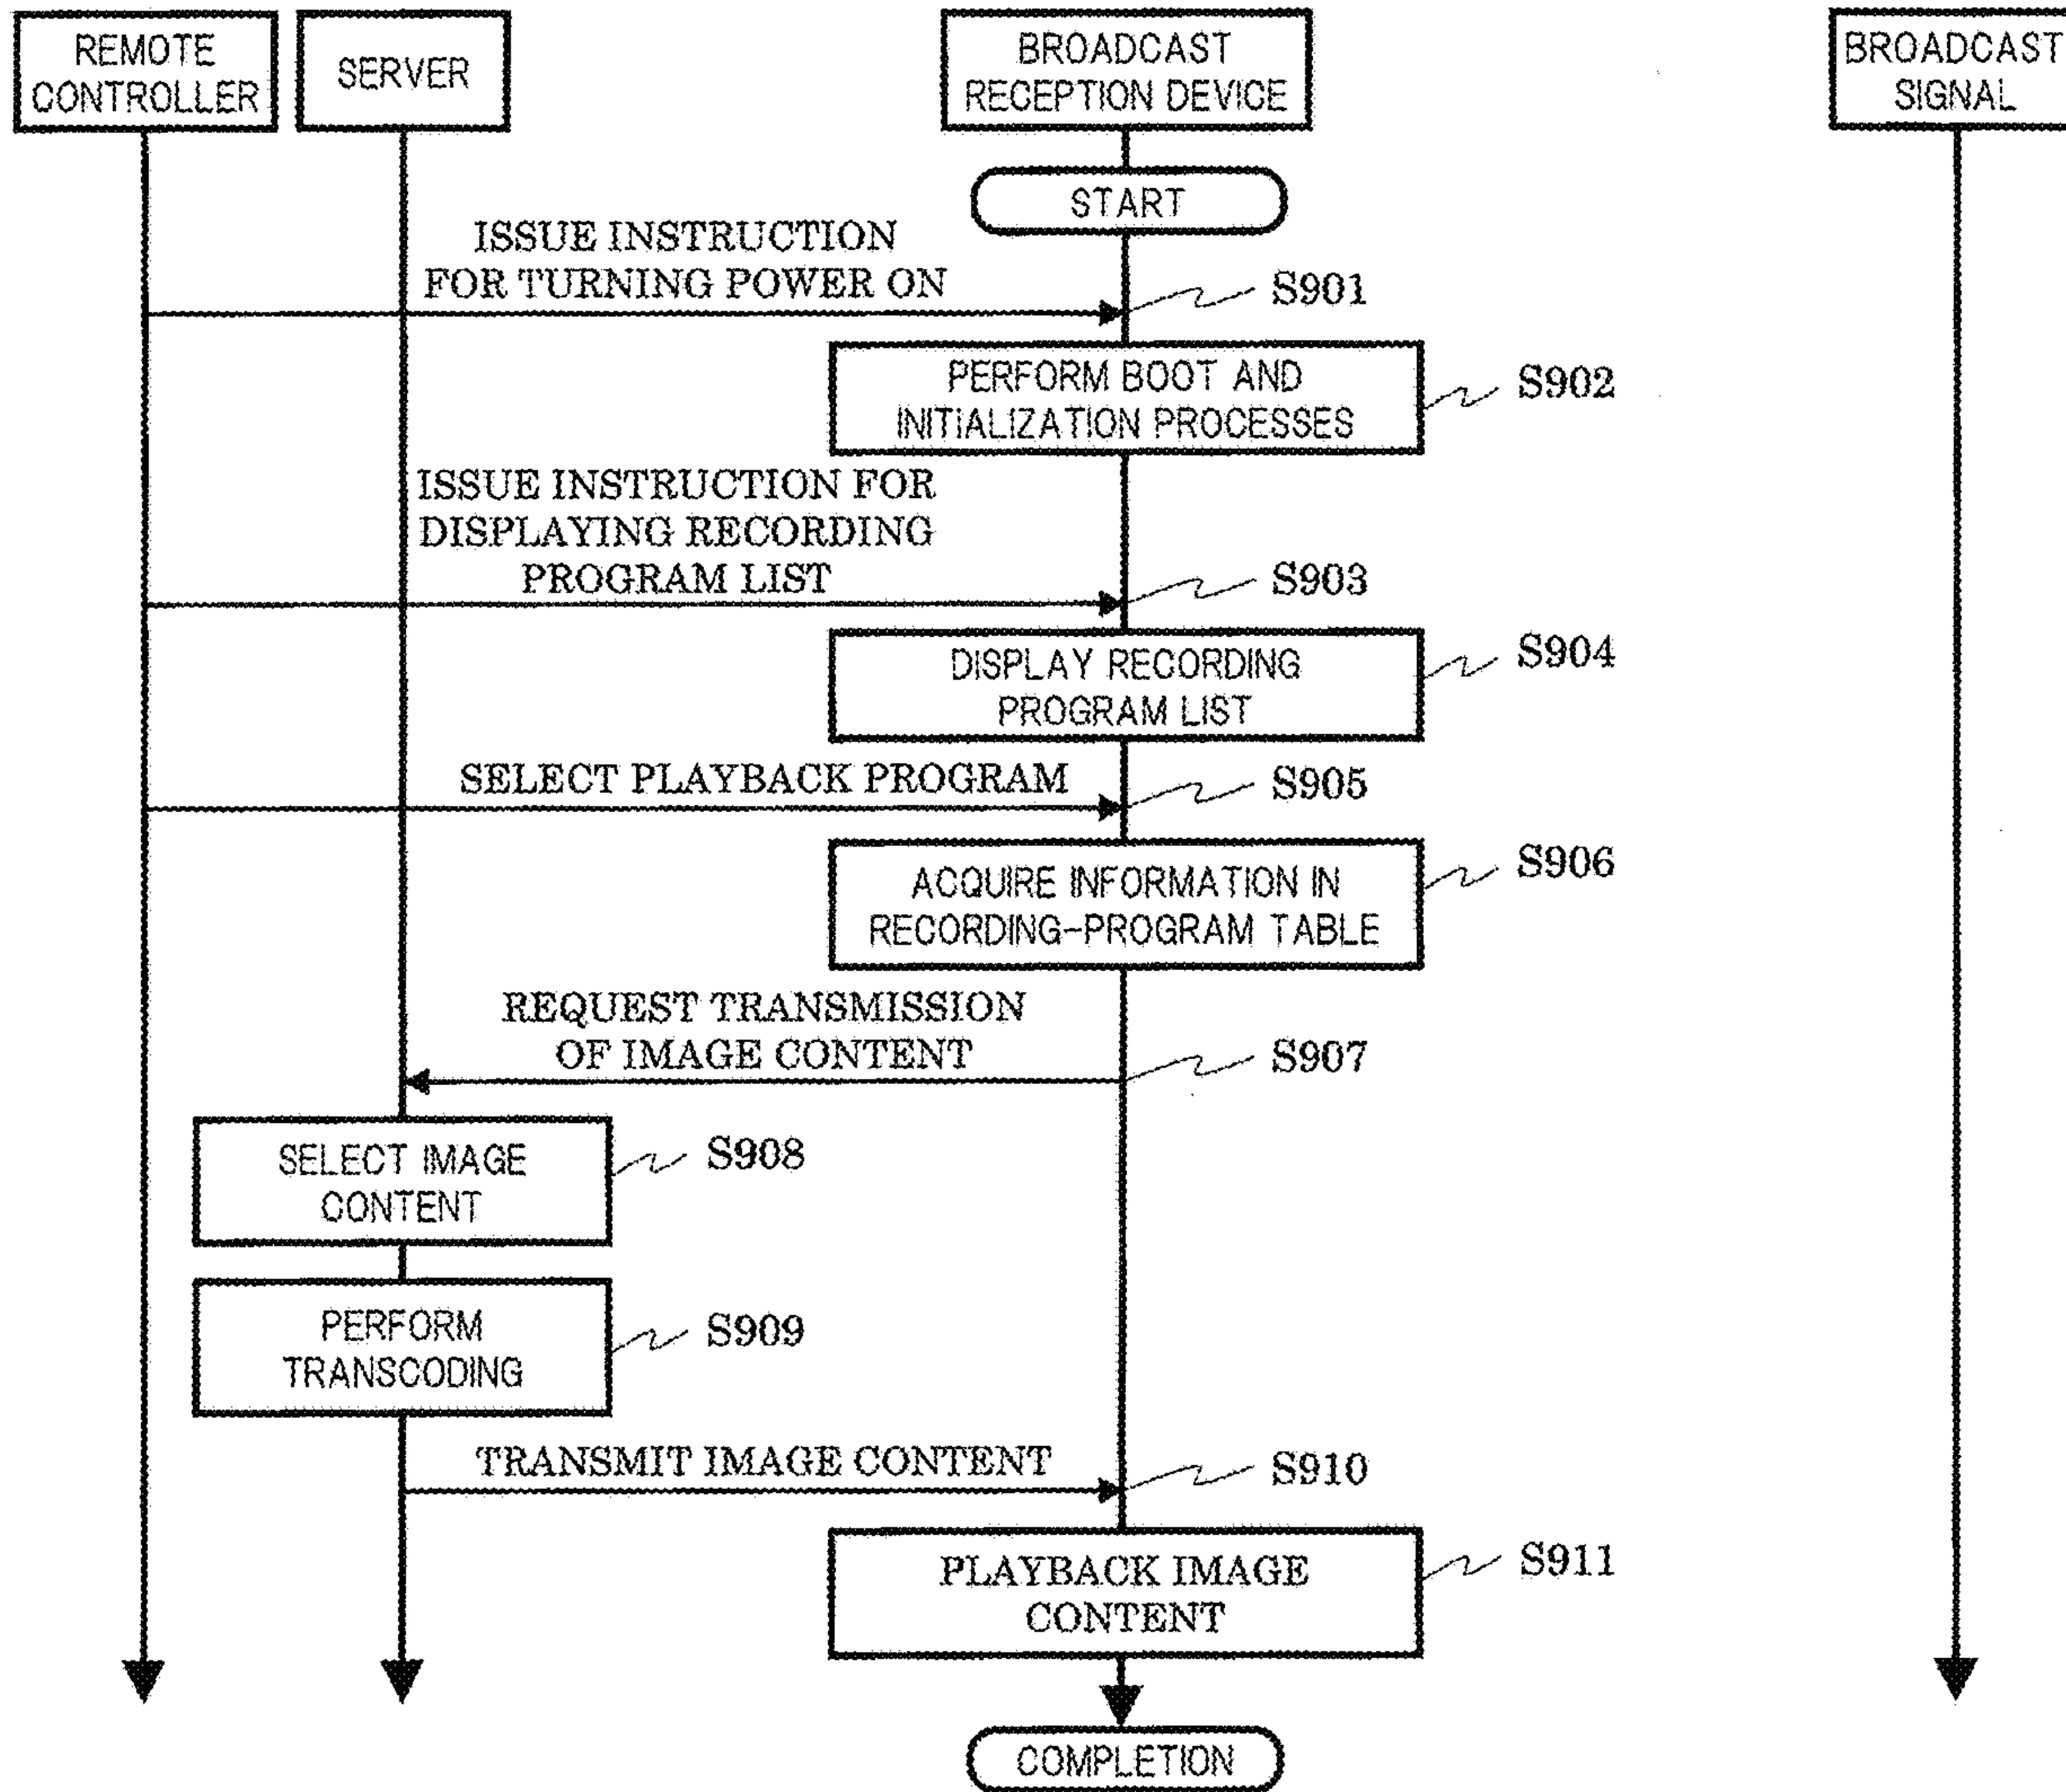 REMOTE
CONTROLLER
SERVER
BROADCAST
RECEPTION DEVICE
BROADCAST
SIGNAL
START
ISSUE INSTRUCTION
FOR TURNING POWER ON
S901
PERFORM BOOT AND
INITIALIZATION PROCESSES
S902
ISSUE INSTRUCTION FOR
DISPLAYING RECORDING
PROGRAM LIST
S903
DISPLAY RECORDING
PROGRAM LIST
S904
SELECT PLAYBACK PROGRAM
S905
ACQUIRE INFORMATION IN
RECORDING-PROGRAM TABLE
S906
REQUEST TRANSMISSION
OF IMAGE CONTENT
S907
SELECT IMAGE
CONTENT
S908
PERFORM
TRANSCODING
S909
TRANSMIT IMAGE CONTENT
S910
PLAYBACK IMAGE
CONTENT
S911
COMPLETION